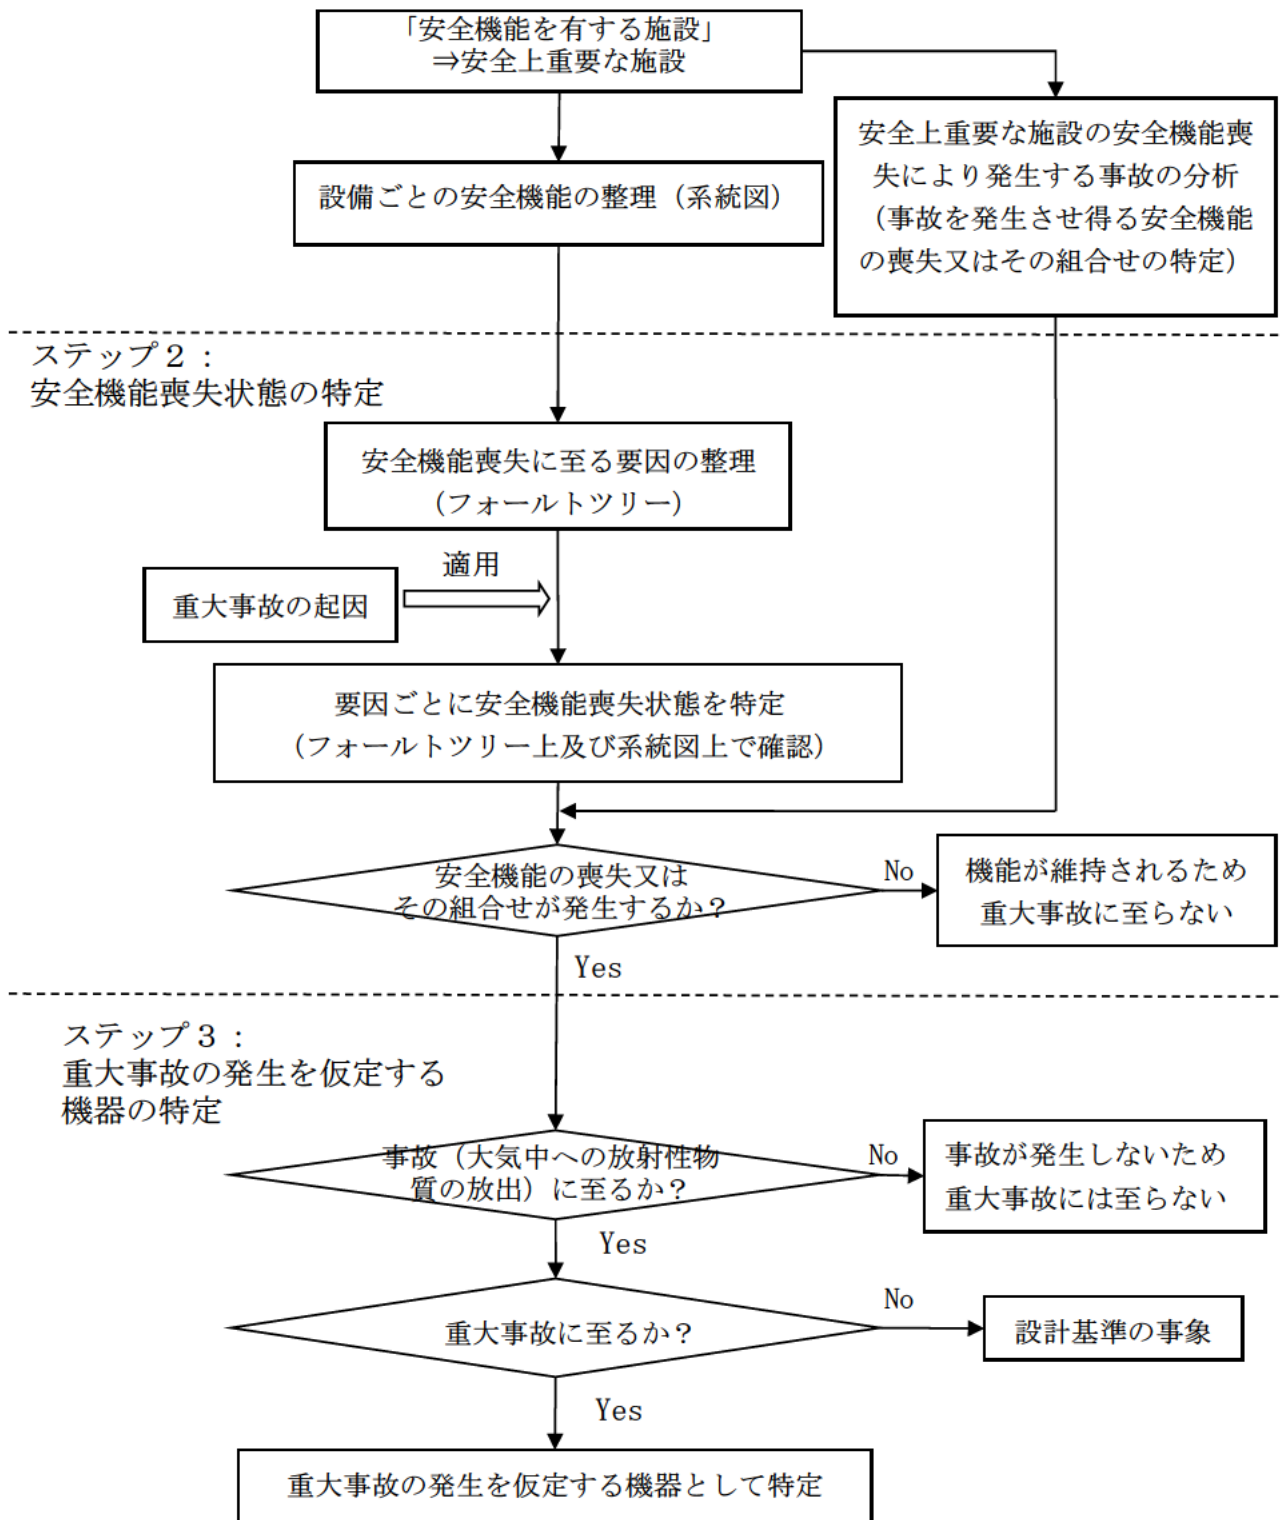 「安全機能を有する施設」
⇒安全上重要な施設
安全上重要な施設の安全機能喪
失により発生する事故の分析
（事故を発生させ得る安全機能
の喪失又はその組合せの特定）
設備ごとの安全機能の整理（系統図）
ステップ２：
安全機能喪失状態の特定
安全機能喪失に至る要因の整理
（フォールトツリー）
適用
重大事故の起因
要因ごとに安全機能喪失状態を特定
（フォールトツリー上及び系統図上で確認）
安全機能の喪失又は
その組合せが発生するか？
No
機能が維持されるため
重大事故に至らない
Yes
ステップ３：
重大事故の発生を仮定する
機器の特定
事故（大気中への放射性物
質の放出）に至るか？
No
事故が発生しないため
重大事故には至らない
Yes
重大事故に至るか？
No
設計基準の事象
Yes
重大事故の発生を仮定する機器として特定